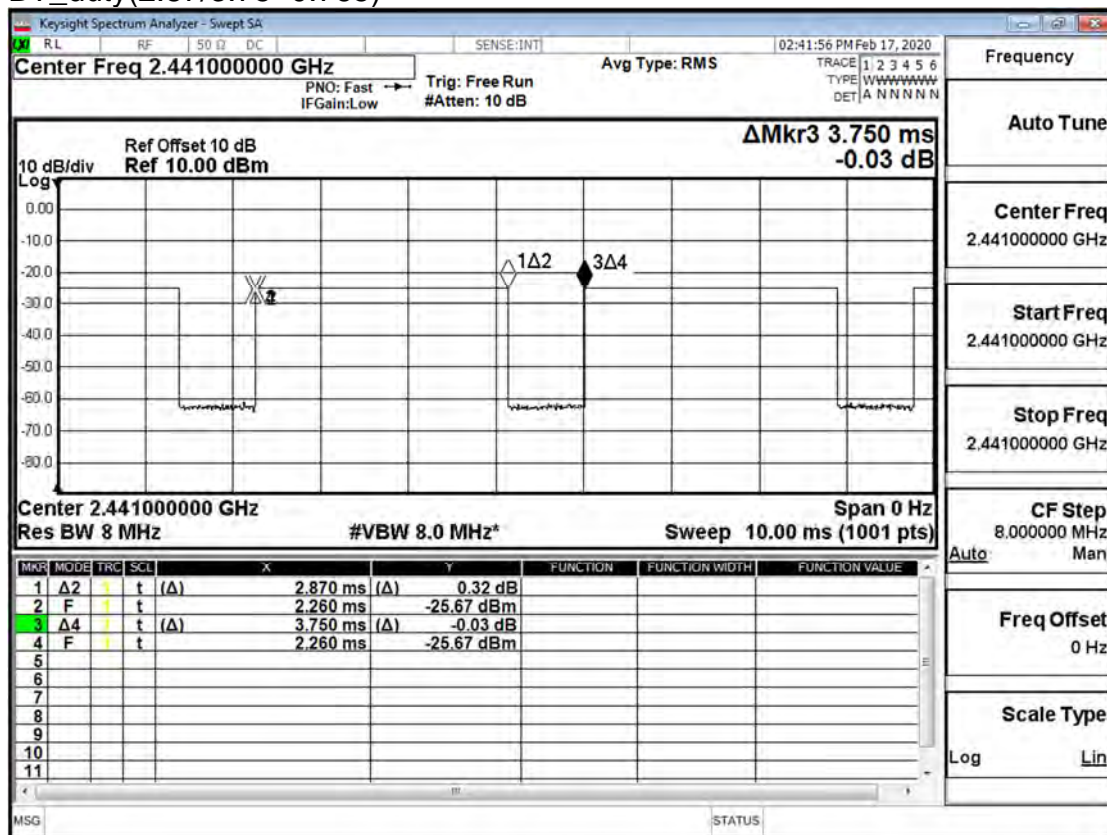 BT_duty(2.87/3.75=0.765)
Keysight Spectrum Analyzer - Swept SA
RL RF 50 Ω DC SENSE:INT 02:41:56 PM Feb 17, 2020
Center Freq 2.441000000 GHz
Avg Type: RMS
TRACE 1 2 3 4 5 6
PNO: Fast Trig: Free Run
TYPE WWWWWWW
IFGain:Low #Atten: 10 dB
DET A N N N N N
Ref Offset 10 dB
10 dB/div Ref 10.00 dBm
ΔMkr3 3.750 ms
-0.03 dB
Log
0.00
-10.0
-20.0
-30.0
-40.0
-50.0
-60.0
-70.0
-80.0
1Δ2
3Δ4
Center 2.441000000 GHz Span 0 Hz
Res BW 8 MHz #VBW 8.0 MHz* Sweep 10.00 ms (1001 pts)
MKR MODE TRC SCL X Y FUNCTION FUNCTION WIDTH FUNCTION VALUE
1 Δ2 1 t (Δ) 2.870 ms (Δ) 0.32 dB
2 F 1 t 2.260 ms -25.67 dBm
3 Δ4 1 t (Δ) 3.750 ms (Δ) -0.03 dB
4 F 1 t 2.260 ms -25.67 dBm
5
6
7
8
9
10
11
MSG STATUS
Frequency
Auto Tune
Center Freq
2.441000000 GHz
Start Freq
2.441000000 GHz
Stop Freq
2.441000000 GHz
CF Step
8.000000 MHz
Auto Man
Freq Offset
0 Hz
Scale Type
Log Lin